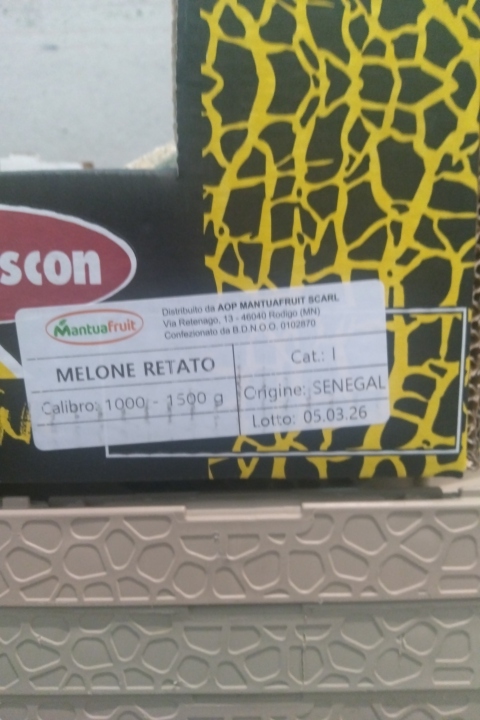 scon
MantuaFruit
Distribuito da AOP MANTUAFRUIT SCARL
Via Retenago, 13 - 46040 Rodigo (MN)
Confezionato da B.D.N.O.O. 0102870
MELONE RETATO
Cat.: I
Calibro: 1000 - 1500 g
Origine: SENEGAL
Lotto: 05.03.26